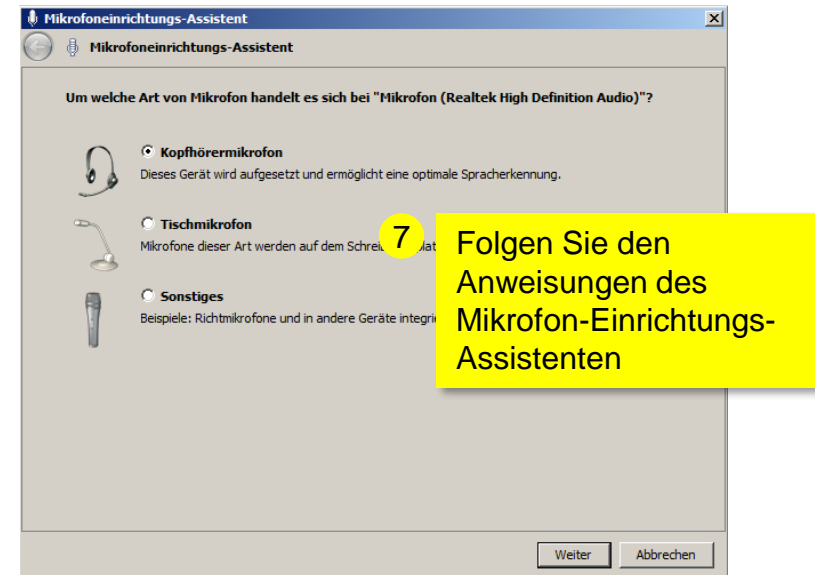 Mikrofoneinrichtungs-Assistent
Mikrofoneinrichtungs-Assistent
Um welche Art von Mikrofon handelt es sich bei "Mikrofon (Realtek High Definition Audio)"?
Kopfhörermikrofon
Dieses Gerät wird aufgesetzt und ermöglicht eine optimale Spracherkennung.
Tischmikrofon
Mikrofone dieser Art werden auf dem
Sonstiges
Beispiele: Richtmikrofone und in andere Geräte
7
Folgen Sie den
Anweisungen des
Mikrofon-Einrichtungs-
Assistenten
Weiter Abbrechen